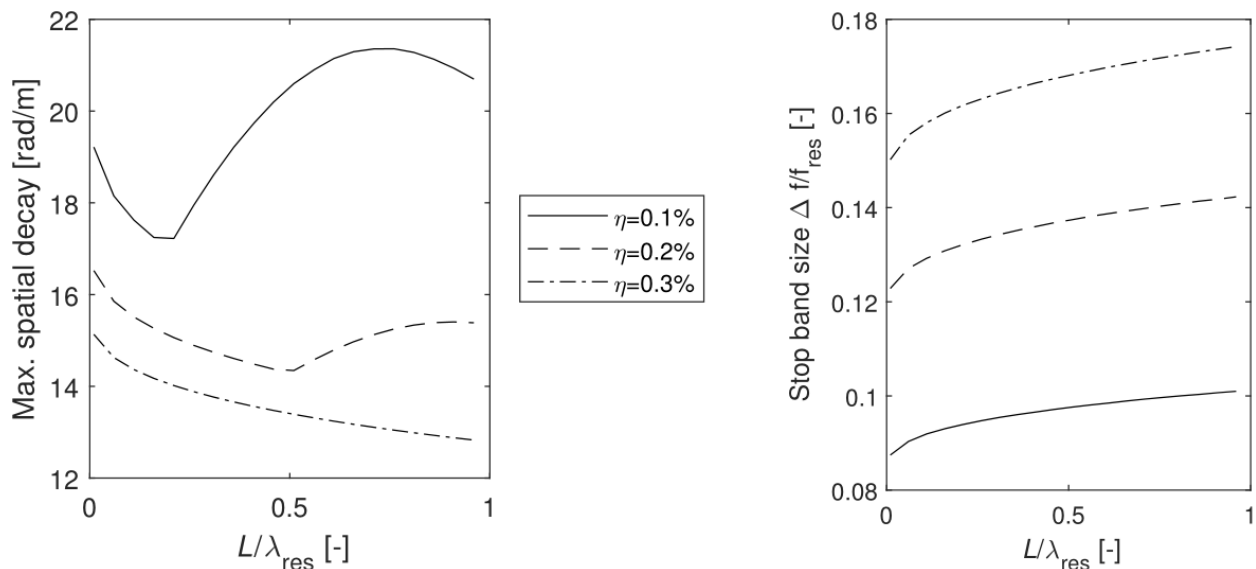 Max. spatial decay [rad/m]
22
20
18
16
14
12
0
0.5
1
L/λres [-]
η=0.1%
η=0.2%
η=0.3%
Stop band size Δ f/fres [-]
0.18
0.16
0.14
0.12
0.1
0.08
0
0.5
1
L/λres [-]